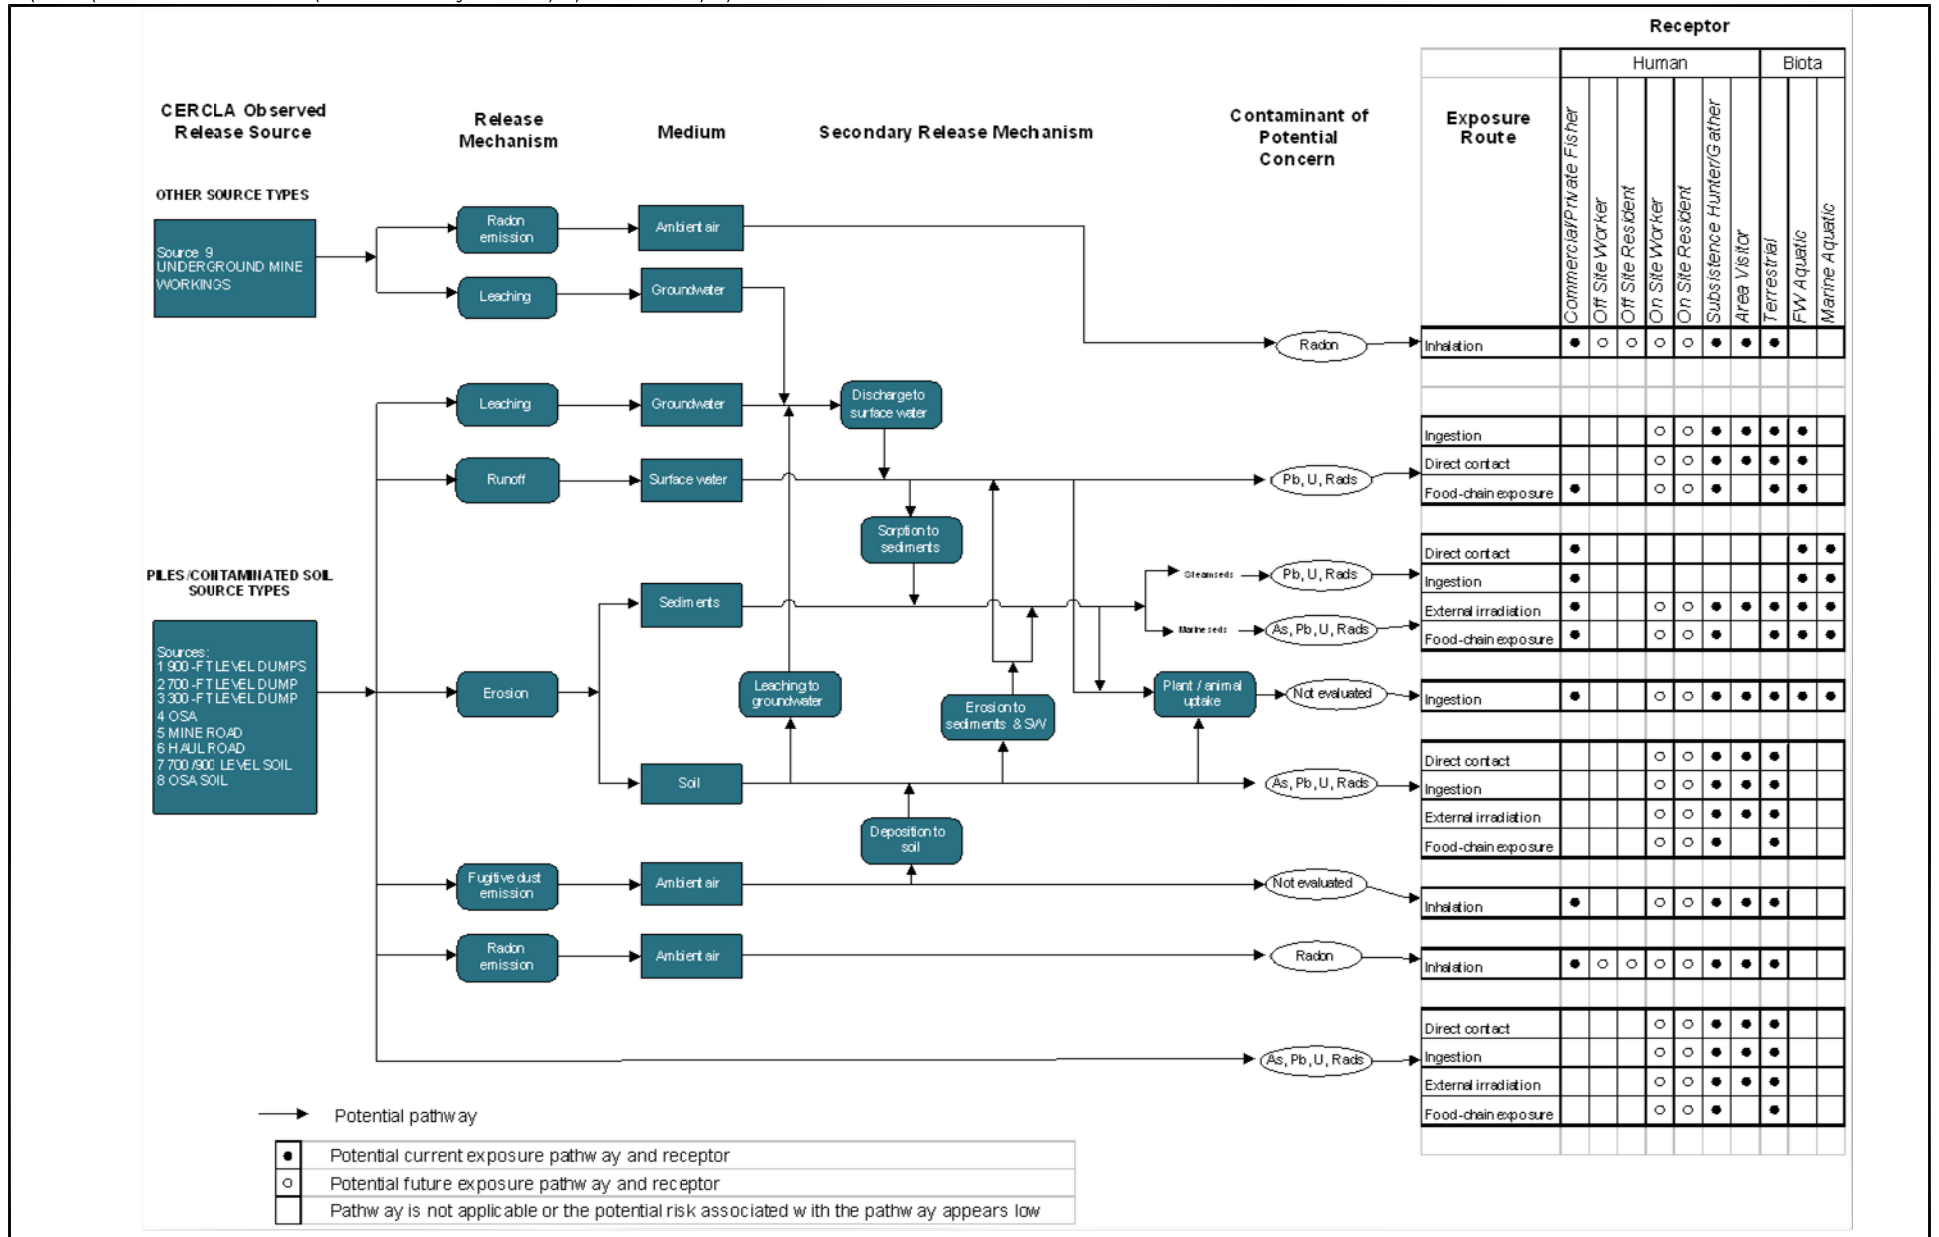 Receptor
Human
Biota
CERCLA Observed
Release Source
Release
Mechanism
Medium
Secondary Release Mechanism
Contaminant of
Potential
Concern
Exposure
Route
Commercial/Private Fisher
Off Site Worker
Off Site Resident
On Site Worker
On Site Resident
Subsistence Hunter/Gather
Area Visitor
Terrestrial
FW Aquatic
Marine Aquatic
OTHER SOURCE TYPES
Source 9
UNDERGROUND MINE
WORKINGS
Radon
emission
Ambient air
Leaching
Groundwater
Radon
Inhalation
Leaching
Groundwater
Discharge to
surface water
Ingestion
Direct contact
Food-chain exposure
Runoff
Surface water
Pb, U, Rads
Sorption to
sediments
PILES/CONTAMINATED SOIL
SOURCE TYPES
Sources:
1 900-FT LEVEL DUMPS
2 700-FT LEVEL DUMP
3 300-FT LEVEL DUMP
4 OSA
5 MINE ROAD
6 HAUL ROAD
7 700/900 LEVEL SOIL
8 OSA SOIL
Sediments
Stream seds
Pb, U, Rads
Marine seds
As, Pb, U, Rads
Direct contact
Ingestion
External irradiation
Food-chain exposure
Erosion
Leaching to
groundwater
Erosion to
sediments & SW
Plant / animal
uptake
Not evaluated
Ingestion
Soil
As, Pb, U, Rads
Direct contact
Ingestion
External irradiation
Food-chain exposure
Deposition to
soil
Fugitive dust
emission
Ambient air
Not evaluated
Inhalation
Radon
emission
Ambient air
Radon
Inhalation
As, Pb, U, Rads
Direct contact
Ingestion
External irradiation
Food-chain exposure
Potential pathway
Potential current exposure pathway and receptor
Potential future exposure pathway and receptor
Pathway is not applicable or the potential risk associated with the pathway appears low